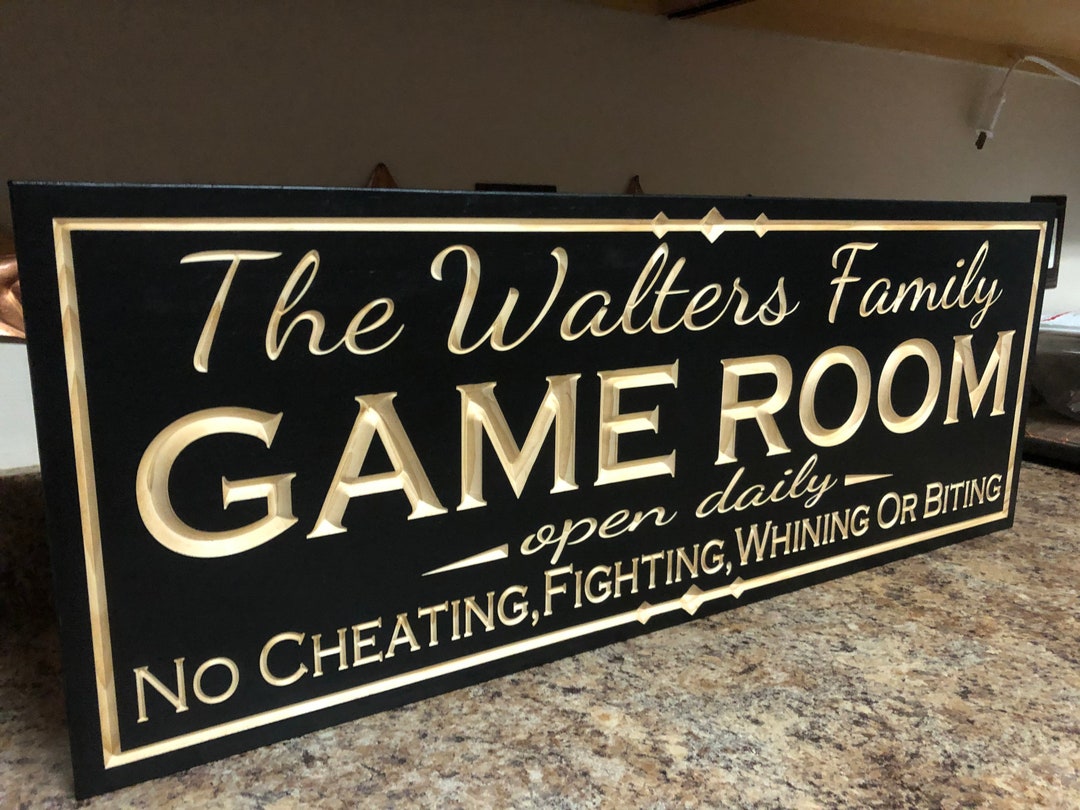 The Walters Family
GAME ROOM
open daily
No Cheating,Fighting,Whining Or Biting